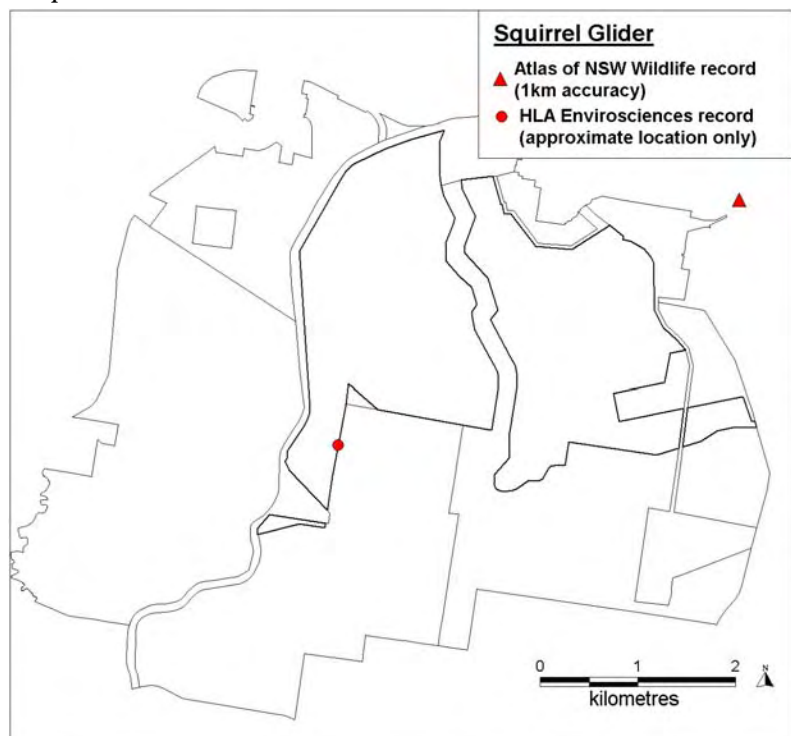 Squirrel Glider
Atlas of NSW Wildlife record
(1km accuracy)
HLA Envirosciences record
(approximate location only)
0 1 2
kilometres
N